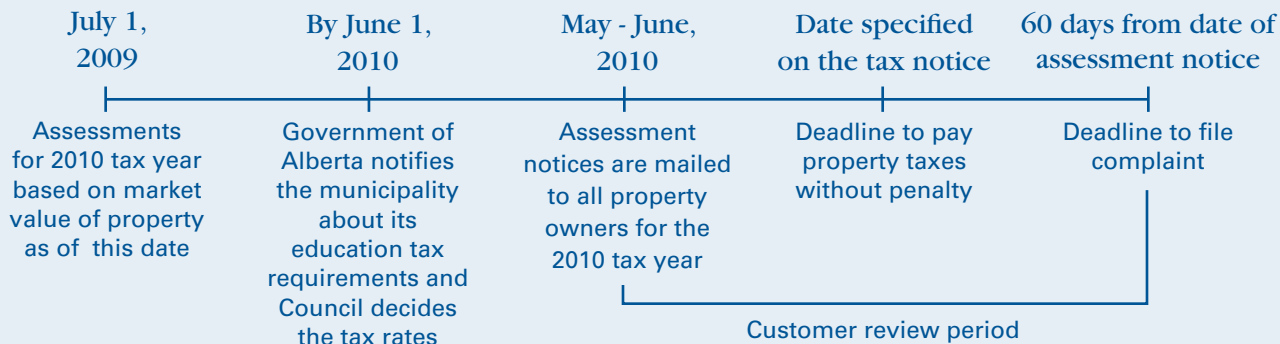 July 1,
2009
Assessments
for 2010 tax year
based on market
value of property
as of this date
By June 1,
2010
Government of
Alberta notifies
the municipality
about its
education tax
requirements and
Council decides
the tax rates
May - June,
2010
Assessment
notices are mailed
to all property
owners for the
2010 tax year
Date specified
on the tax notice
Deadline to pay
property taxes
without penalty
60 days from date of
assessment notice
Deadline to file
complaint
Customer review period